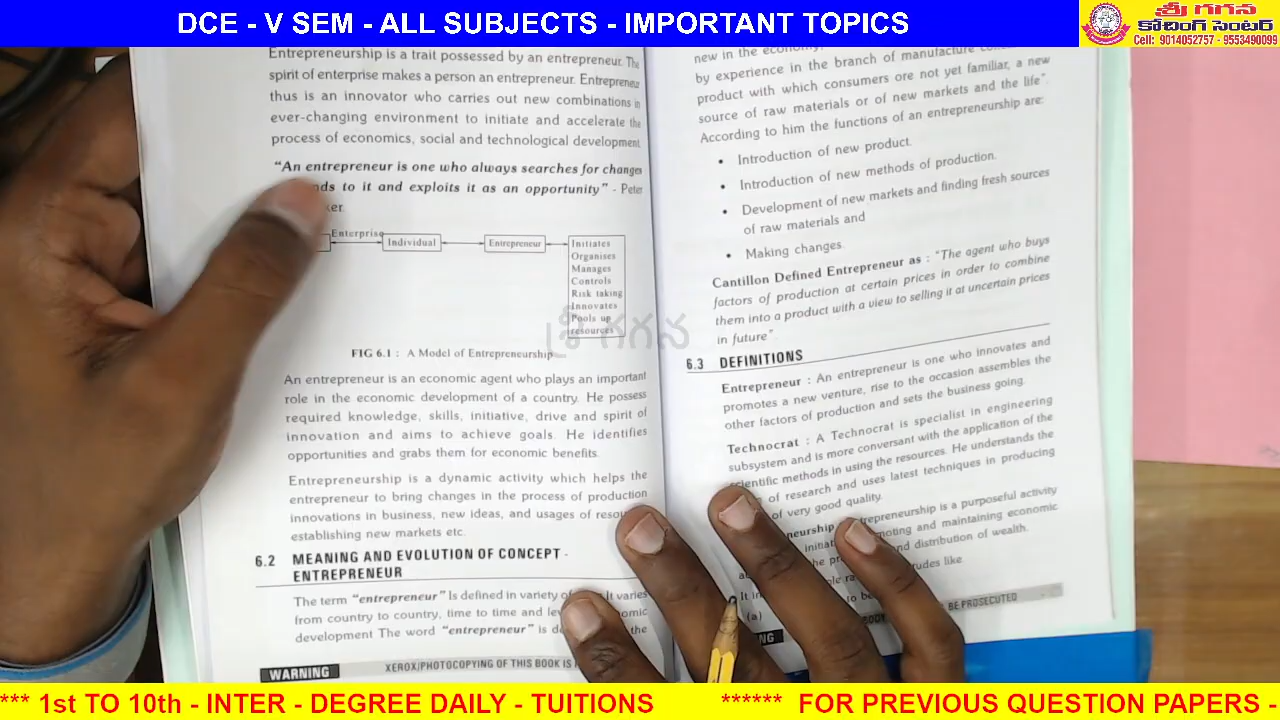 DCE - V SEM - ALL SUBJECTS - IMPORTANT TOPICS
శ్రీ గగన
కోచింగ్ సెంటర్
Cell: 9014052757 - 9553490099
Entrepreneurship is a trait possessed by an entrepreneur. The
spirit of enterprise makes a person an entrepreneur. Entrepreneur
thus is an innovator who carries out new combinations in
ever-changing environment to initiate and accelerate the
process of economics, social and technological development.
"An entrepreneur is one who always searches for changes
to it and exploits it as an opportunity" - Peter
Enterprise
Individual
Entrepreneur
Initiates
Organises
Manages
Controls
Risk taking
Innovates
Pools up
resources
శ్రీ గగన
FIG 6.1 : A Model of Entrepreneurship
An entrepreneur is an economic agent who plays an important
role in the economic development of a country. He possess
required knowledge, skills, initiative, drive and spirit of
innovation and aims to achieve goals. He identifies
opportunities and grabs them for economic benefits.
Entrepreneurship is a dynamic activity which helps the
entrepreneur to bring changes in the process of production
innovations in business, new ideas, and usages of
establishing new markets etc.
6.2 MEANING AND EVOLUTION OF CONCEPT -
ENTREPRENEUR
The term "entrepreneur" Is defined in variety It varies
from country to country, time to time and
development The word "entrepreneur" is the
WARNING XEROX/PHOTOCOPYING OF THIS BOOK IS
new in the
by experience in the branch of manufacture
product with which consumers ore not yet familiar, a new
source of raw materials or of new markets and the life".
According to him the functions of an entrepreneurship are:
• Introduction of new product.
• Introduction of new methods of production.
• Development of new markets and finding fresh sources
of raw materials and
• Making changes.
Cantillon Defined Entrepreneur as : "The agent who buys
factors of production at certain prices in order to combine
them into a product with a view to selling it at uncertain prices
in future"
6.3 DEFINITIONS
Entrepreneur : An entrepreneur is one who innovates and
promotes a new venture, rise to the occasion assembles the
other factors of production and sets the business going.
Technocrat : A Technocrat is specialist in engineering
subsystem and is more conversant with the application of the
scientific methods in using the resources. He understands the
of research and uses latest techniques in producing
of very good quality.
is a purposeful activity
and maintaining economic
and distribution of wealth.
like
(a)
BE PROSECUTED
*** 1st TO 10th - INTER - DEGREE DAILY - TUITIONS ****** FOR PREVIOUS QUESTION PAPERS -